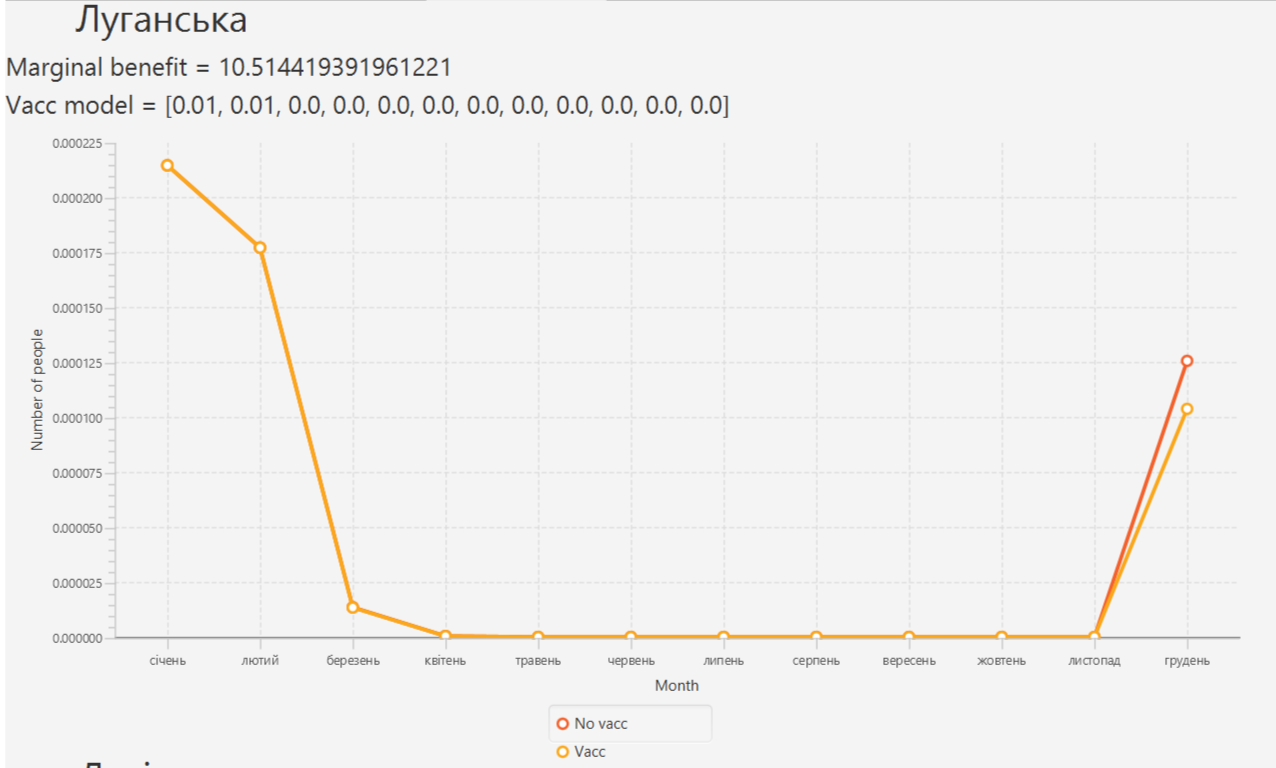 Луганська
Marginal benefit = 10.514419391961221
Vacc model = [0.01, 0.01, 0.0, 0.0, 0.0, 0.0, 0.0, 0.0, 0.0, 0.0, 0.0, 0.0]
0.000225
0.000200
0.000175
0.000150
0.000125
0.000100
0.000075
0.000050
0.000025
0.000000
Number of people
січень лютий березень квітень травень червень липень серпень вересень жовтень листопад грудень
Month
No vacc
Vacc